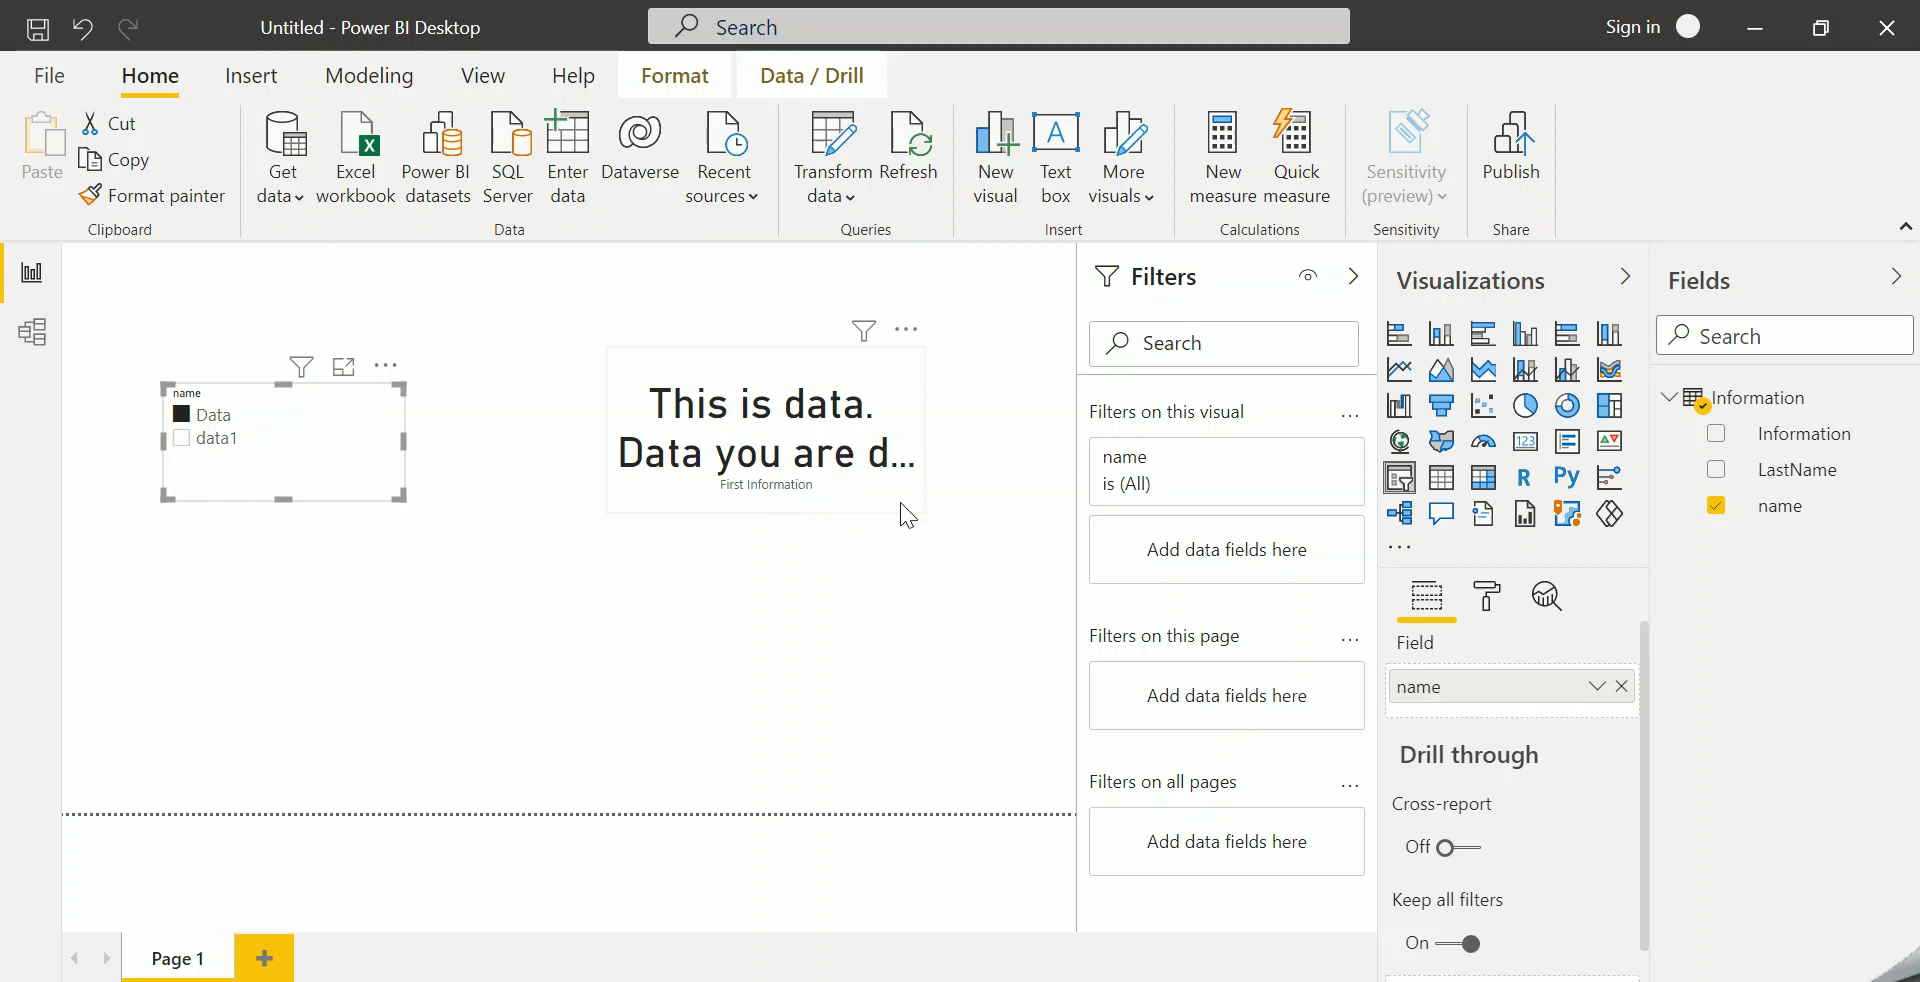 Untitled - Power BI Desktop
Search
Sign in
File
Home
Insert
Modeling
View
Help
Format
Data / Drill
Paste
Cut
Copy
Format painter
Clipboard
Get
data
Excel
workbook
Power BI
datasets
SQL
Server
Enter
data
Dataverse
Recent
sources
Data
Transform
data
Refresh
Queries
New
visual
A
Text
box
More
visuals
Insert
New
measure
Quick
measure
Calculations
Sensitivity
(preview)
Sensitivity
Publish
Share
name
Data
data1
This is data.
Data you are d...
First Information
Filters
Search
Filters on this visual
...
name
is (All)
Add data fields here
Filters on this page
...
Add data fields here
Filters on all pages
...
Add data fields here
Visualizations
123
R
Py
...
Field
name
Drill through
Cross-report
Off
Keep all filters
On
Fields
Search
Information
Information
LastName
name
Page 1